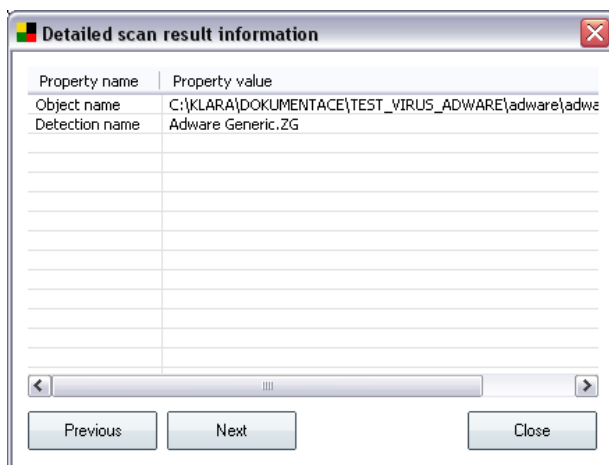 Detailed scan result information
Property name Property value
Object name C:\KLARA\DOKUMENTACE\TEST_VIRUS_ADWARE\adware\adwa
Detection name Adware Generic.ZG
Previous Next Close